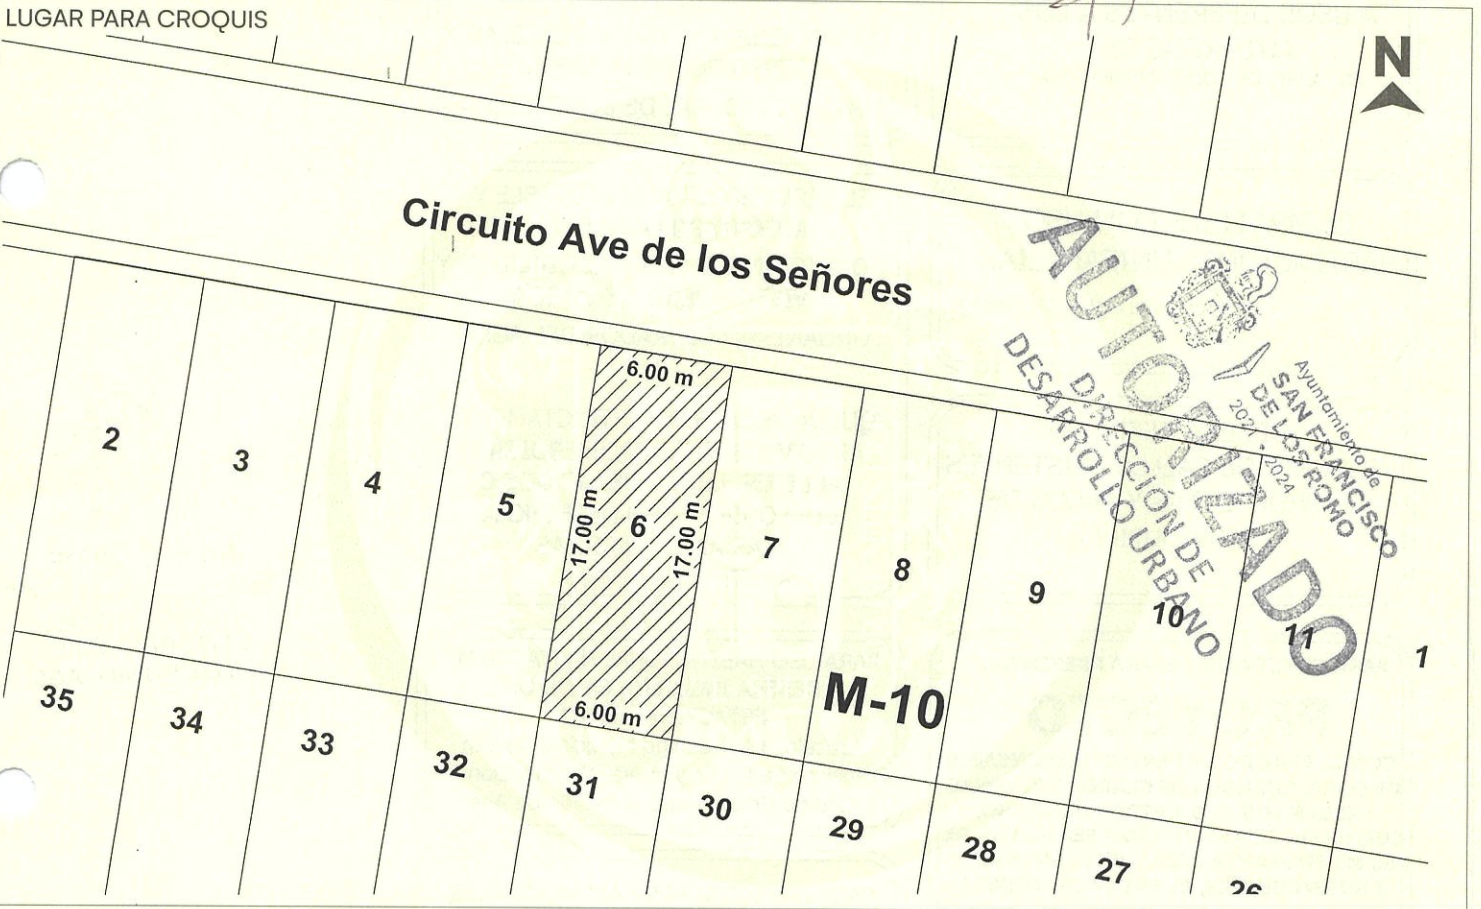 LUGAR PARA CROQUIS
N
Circuito Ave de los Señores
AUTORIZADO
DIRECCIÓN DE
DESARROLLO URBANO
Ayuntamiento de
SAN FRANCISCO
DE LOS ROMO
2021 - 2024
6.00 m
2
3
4
5
17.00 m
6
17.00 m
7
8
9
10
11
1
6.00 m
M-10
35
34
33
32
31
30
29
28
27
26